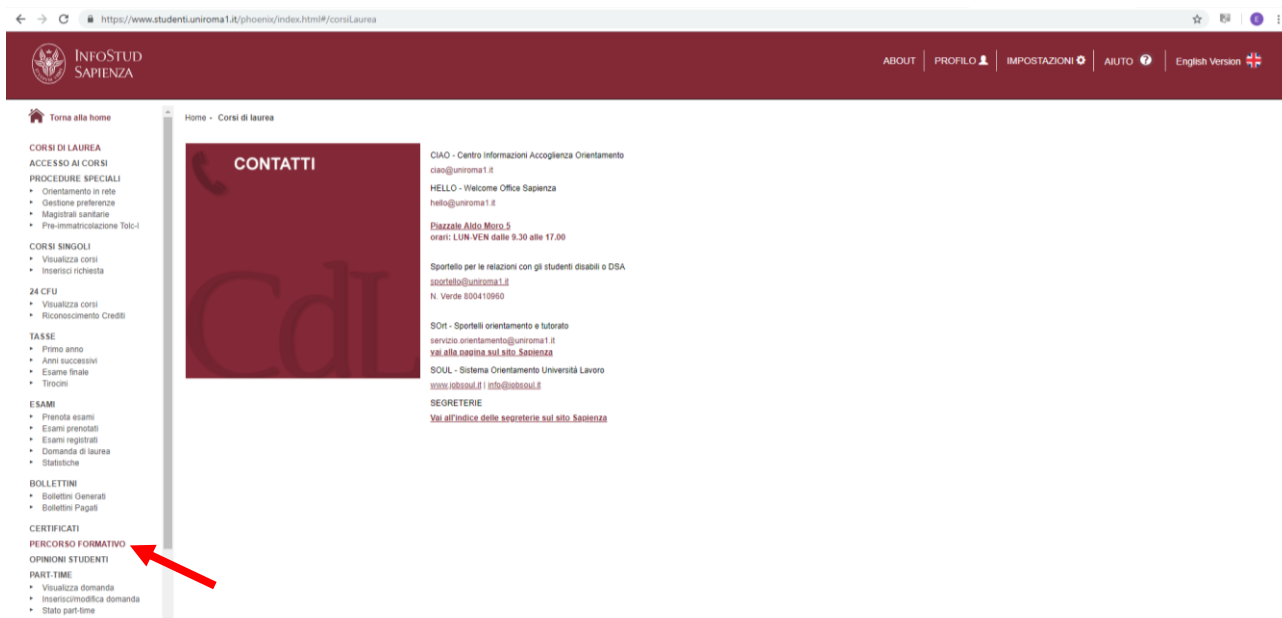 https://www.studenti.uniroma1.it/phoenix/index.html#/corsiLaurea
E
INFOSTUD
SAPIENZA
ABOUT
PROFILO
IMPOSTAZIONI
AIUTO
English Version
Torna alla home
Home - Corsi di laurea
CORSI DI LAUREA
ACCESSO AI CORSI
PROCEDURE SPECIALI
Orientamento in rete
Gestione preferenze
Magistrali sanitarie
Pre-immatricolazione Tolc-I
CORSI SINGOLI
Visualizza corsi
Inserisci richiesta
24 CFU
Visualizza corsi
Riconoscimento Crediti
TASSE
Primo anno
Anni successivi
Esame finale
Tirocini
ESAMI
Prenota esami
Esami prenotati
Esami registrati
Domanda di laurea
Statistiche
BOLLETTINI
Bollettini Generati
Bollettini Pagati
CERTIFICATI
PERCORSO FORMATIVO
OPINIONI STUDENTI
PART-TIME
Visualizza domanda
Inserisci/modifica domanda
Stato part-time
CONTATTI
CdL
CIAO - Centro Informazioni Accoglienza Orientamento
ciao@uniroma1.it
HELLO - Welcome Office Sapienza
hello@uniroma1.it
Piazzale Aldo Moro 5
orari: LUN-VEN dalle 9.30 alle 17.00
Sportello per le relazioni con gli studenti disabili o DSA
sportello@uniroma1.it
N. Verde 800410960
SOrt - Sportelli orientamento e tutorato
servizio.orientamento@uniroma1.it
vai alla pagina sul sito Sapienza
SOUL - Sistema Orientamento Università Lavoro
www.jobsoul.it | info@jobsoul.it
SEGRETERIE
Vai all'indice delle segreterie sul sito Sapienza